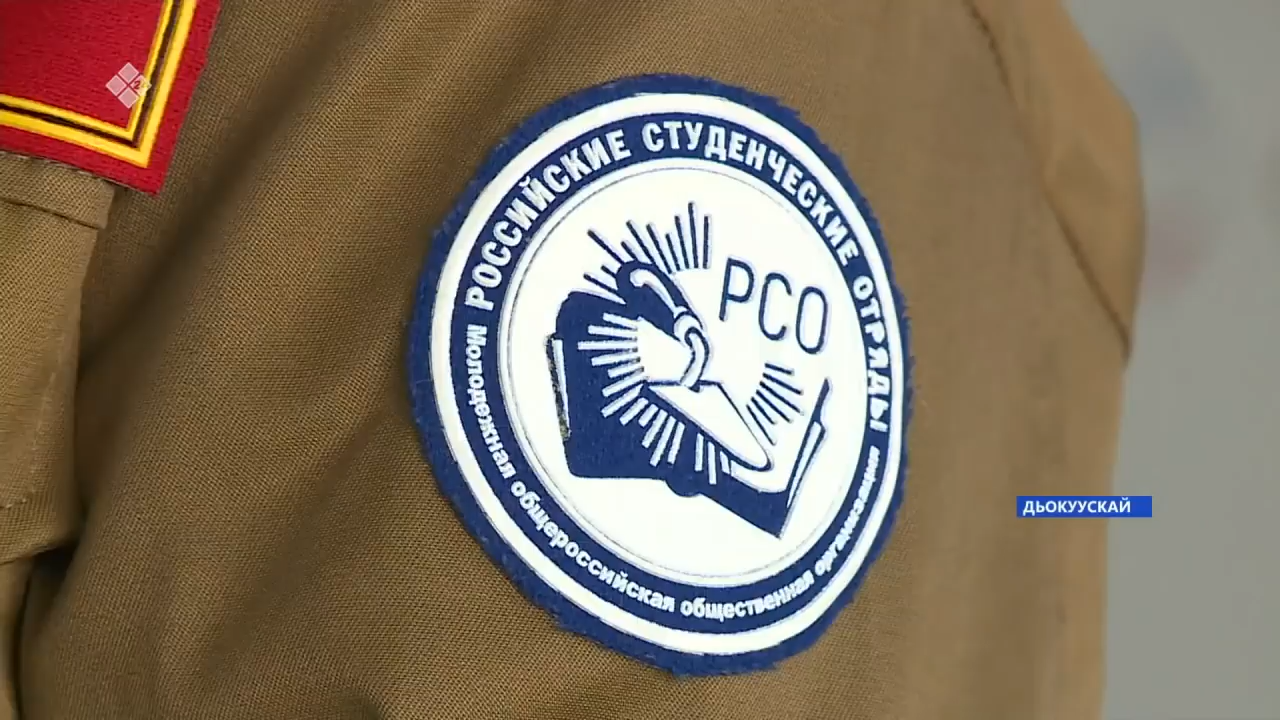 РОССИЙСКИЕ СТУДЕНЧЕСКИЕ ОТРЯДЫ
РСО
Молодежная общероссийская общественная организация
ДЬОКУУСКАЙ